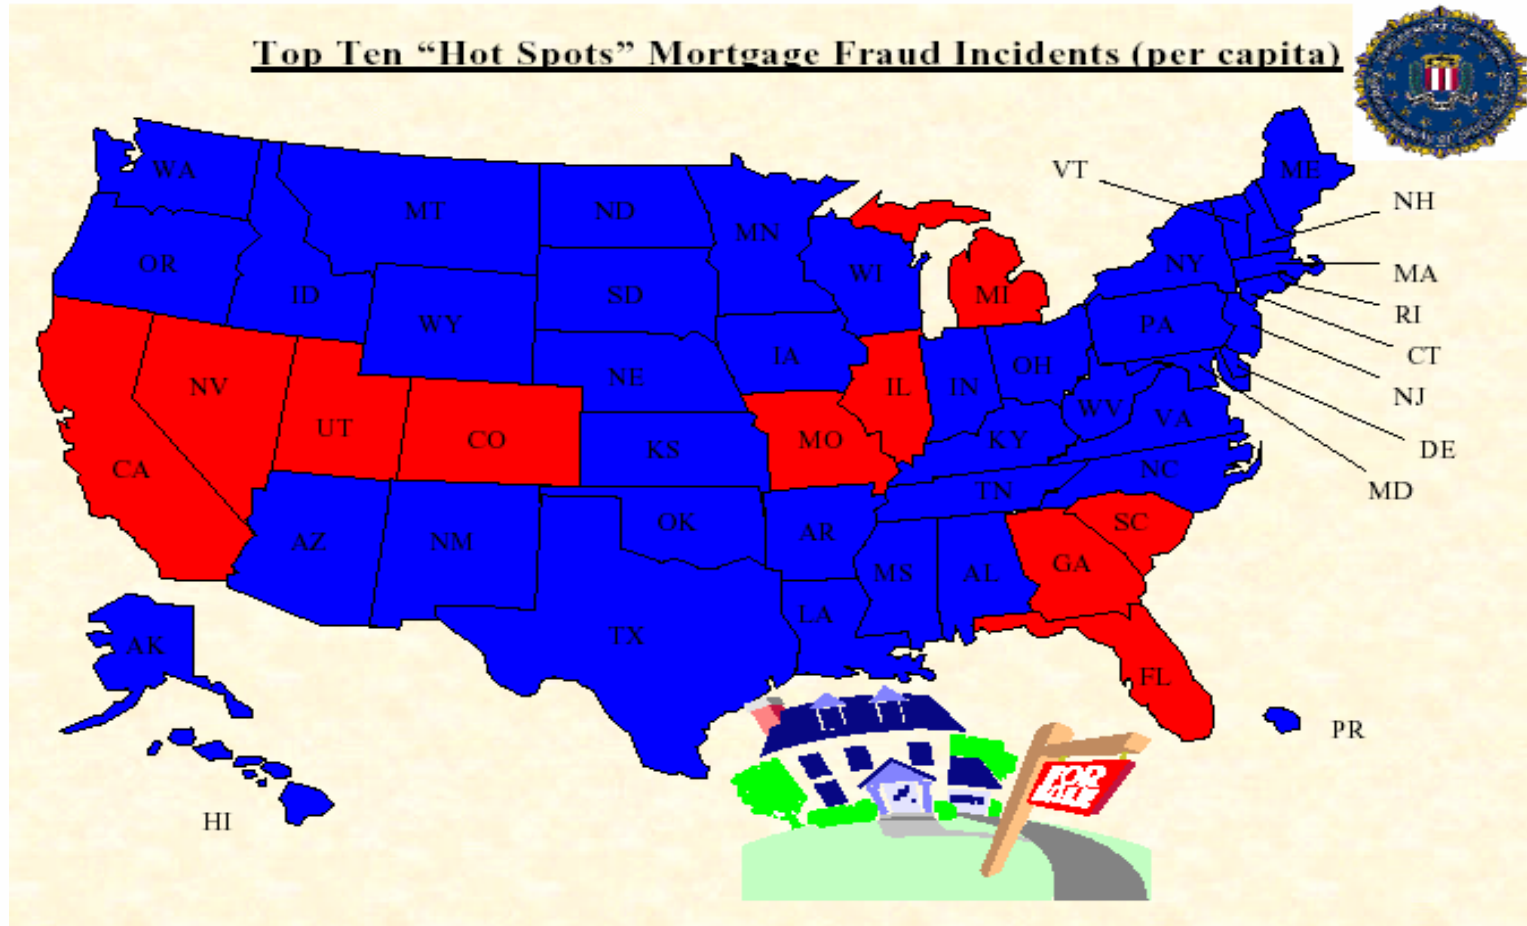 Top Ten “Hot Spots” Mortgage Fraud Incidents (per capita)
WA
MT
ND
MN
VT
ME
NH
OR
ID
WY
SD
WI
MI
NY
MA
RI
CT
NJ
DE
MD
NV
UT
CO
NE
IA
IL
IN
OH
PA
WV
VA
CA
KS
MO
KY
NC
TN
AZ
NM
OK
AR
MS
AL
GA
SC
TX
LA
FL
AK
HI
PR
FOR